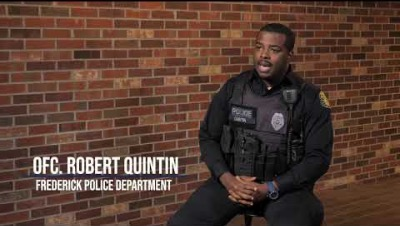 OFC. ROBERT QUINTIN
FREDERICK POLICE DEPARTMENT
POLICE